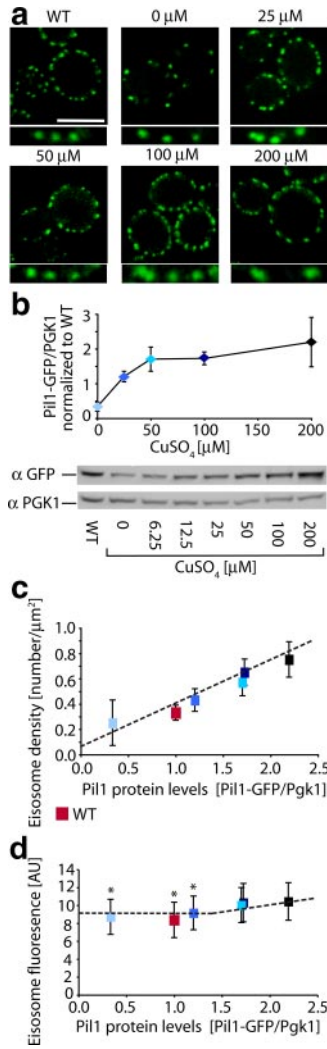 a
WT 0 μM 25 μM
50 μM 100 μM 200 μM
b
Pil1-GFP/PGK1
normalized to WT
3
2
1
0
0 50 100 150 200
CuSO4 [μM]
α GFP
α PGK1
WT 0 6.25 12.5 25 50 100 200
CuSO4 [μM]
c
Eisosome density [number/μm²]
1.0
0.8
0.6
0.4
0.2
0.0
0.0 0.5 1.0 1.5 2.0 2.5
Pil1 protein levels [Pil1-GFP/Pgk1]
WT
d
Eisosome fluoresence [AU]
14
12
10
8
6
4
2
0
* * *
0.0 0.5 1.0 1.5 2.0 2.5
Pil1 protein levels [Pil1-GFP/Pgk1]